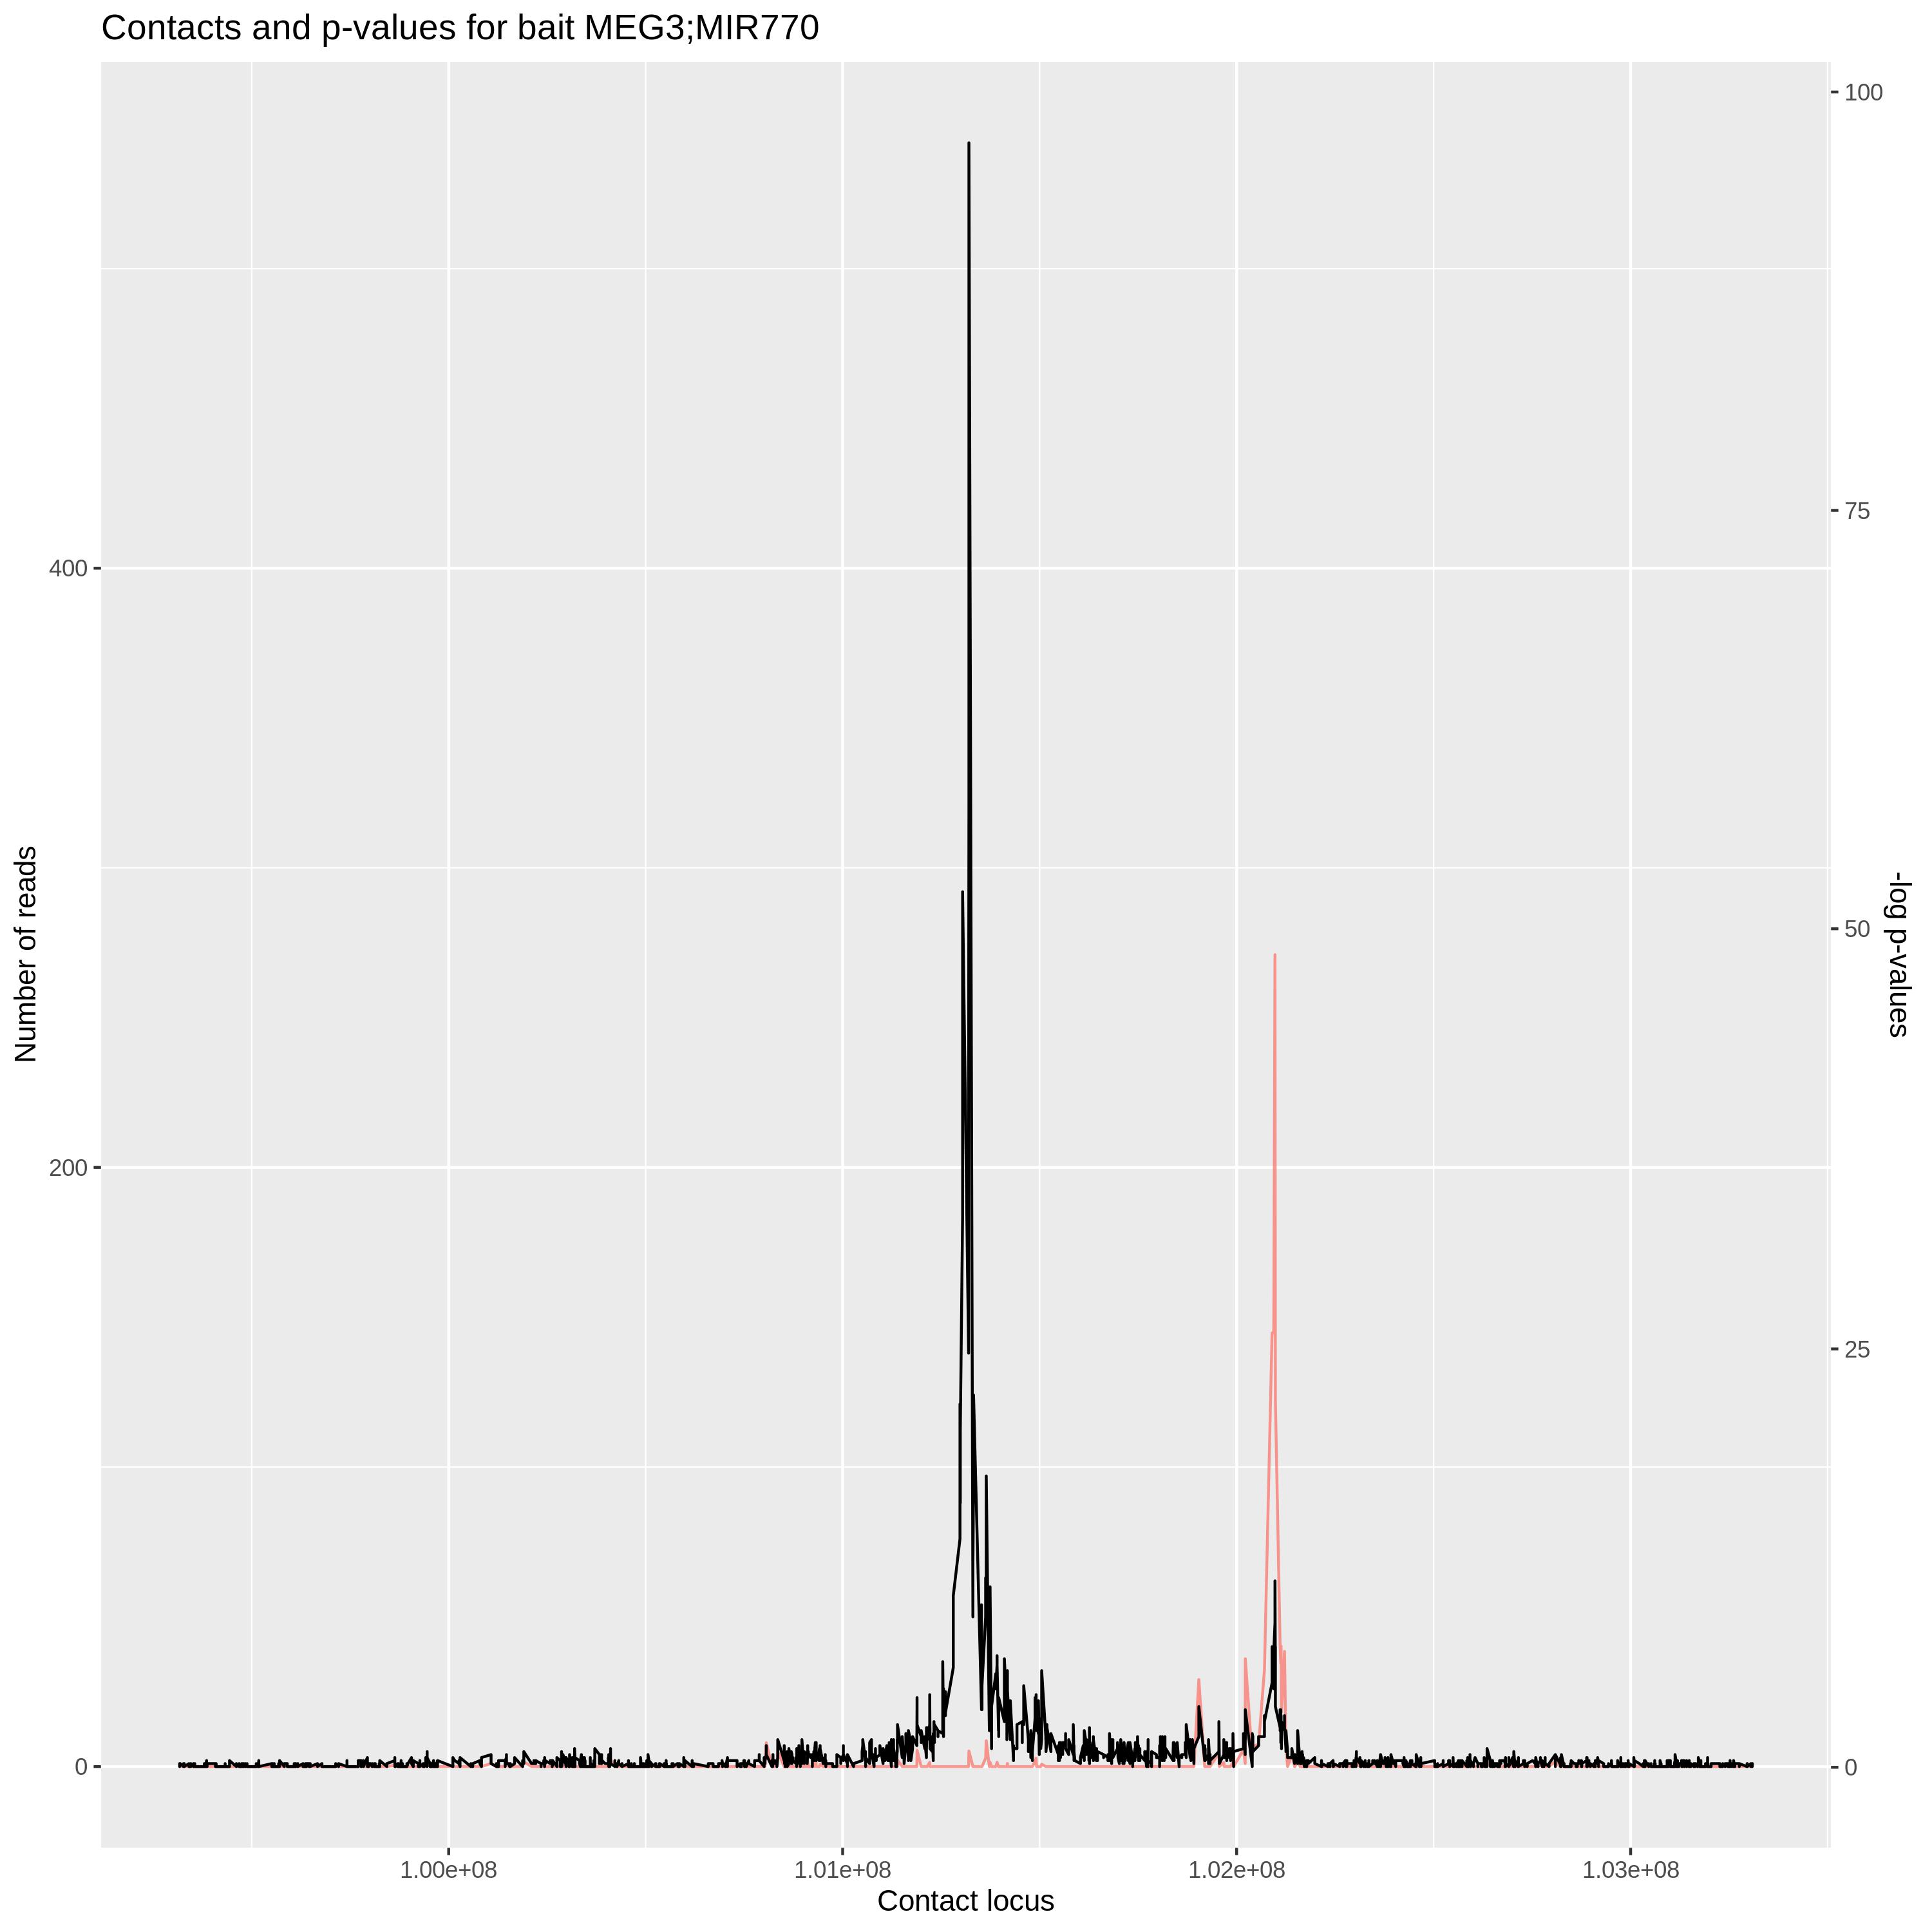 Contacts and p-values for bait MEG3;MIR770
100
75
400
50
Number of reads
-log p-values
200
25
0
0
1.00e+08
1.01e+08
1.02e+08
1.03e+08
Contact locus